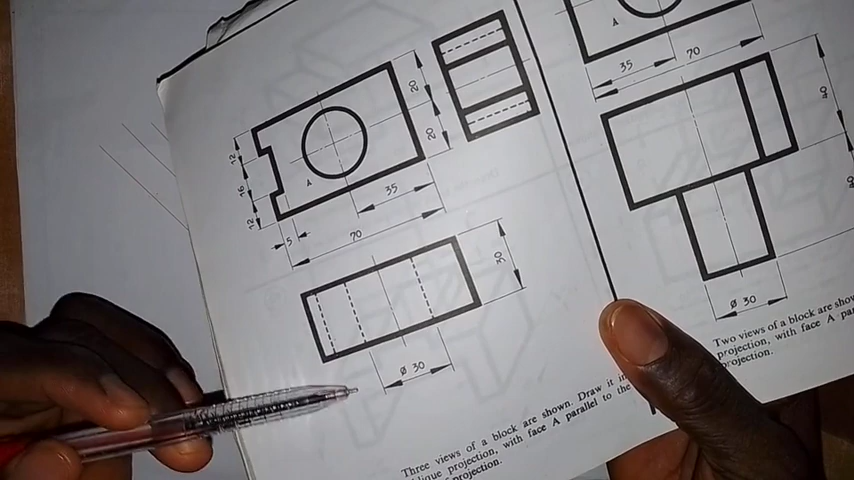 12
16
12
A
20
20
5
35
70
30
ø 30
Three views of a block are shown. Draw it in
projection, with face A parallel to the
projection.
A
35
70
40
ø 30
Two views of a block are
projection, with face A
projection.